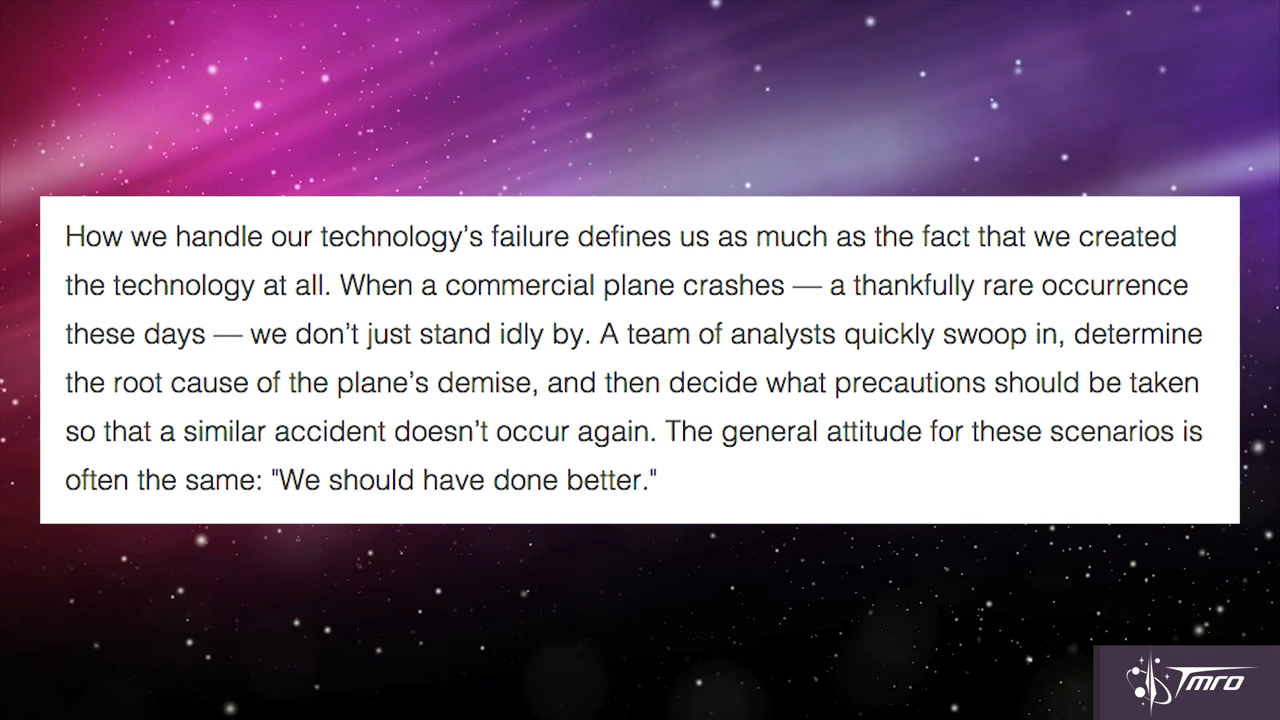 How we handle our technology’s failure defines us as much as the fact that we created
the technology at all. When a commercial plane crashes — a thankfully rare occurrence
these days — we don’t just stand idly by. A team of analysts quickly swoop in, determine
the root cause of the plane’s demise, and then decide what precautions should be taken
so that a similar accident doesn’t occur again. The general attitude for these scenarios is
often the same: "We should have done better."
TMRO